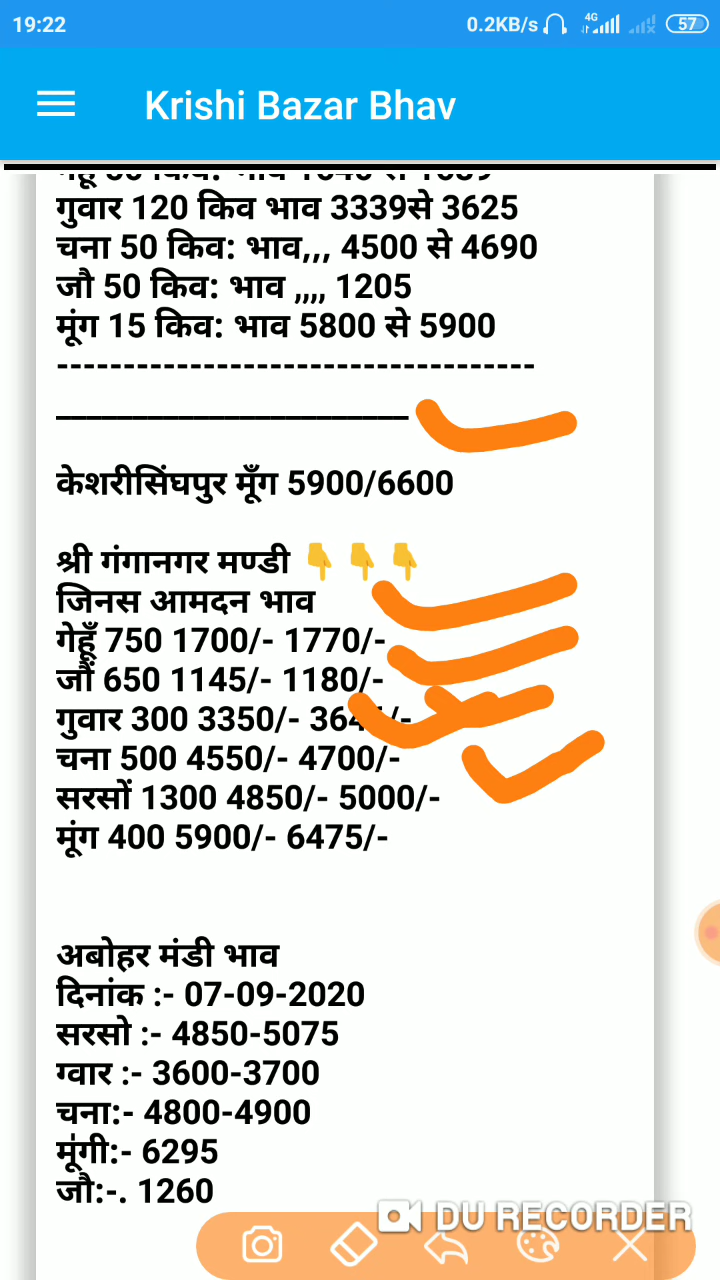 19:22 0.2KB/s 4G 57
Krishi Bazar Bhav
गुवार 120 किव भाव 3339से 3625
चना 50 किव: भाव,,, 4500 से 4690
जौ 50 किव: भाव ,,,, 1205
मूंग 15 किव: भाव 5800 से 5900
------------------------------------
_______________________
केशरीसिंघपुर मूँग 5900/6600
श्री गंगानगर मण्डी 👇 👇 👇
जिनस आमदन भाव
गेहूँ 750 1700/- 1770/-
जौं 650 1145/- 1180/-
गुवार 300 3350/-
चना 500 4550/- 4700/-
सरसों 1300 4850/- 5000/-
मूंग 400 5900/- 6475/-
अबोहर मंडी भाव
दिनांक :- 07-09-2020
सरसो :- 4850-5075
ग्वार :- 3600-3700
चना:- 4800-4900
मूंगी:- 6295
जौ:-. 1260
DU RECORDER